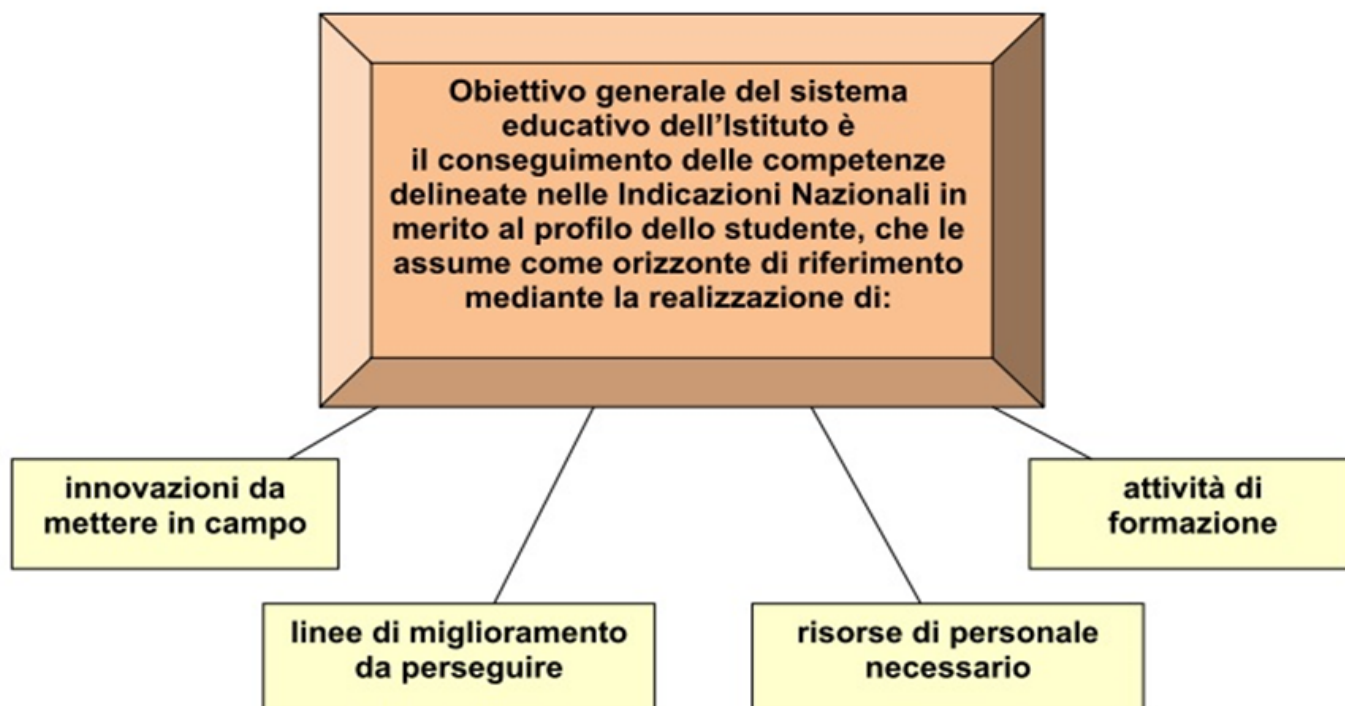 Obiettivo generale del sistema
educativo dell’Istituto è
il conseguimento delle competenze
delineate nelle Indicazioni Nazionali in
merito al profilo dello studente, che le
assume come orizzonte di riferimento
mediante la realizzazione di:
innovazioni da
mettere in campo
attività di
formazione
linee di miglioramento
da perseguire
risorse di personale
necessario